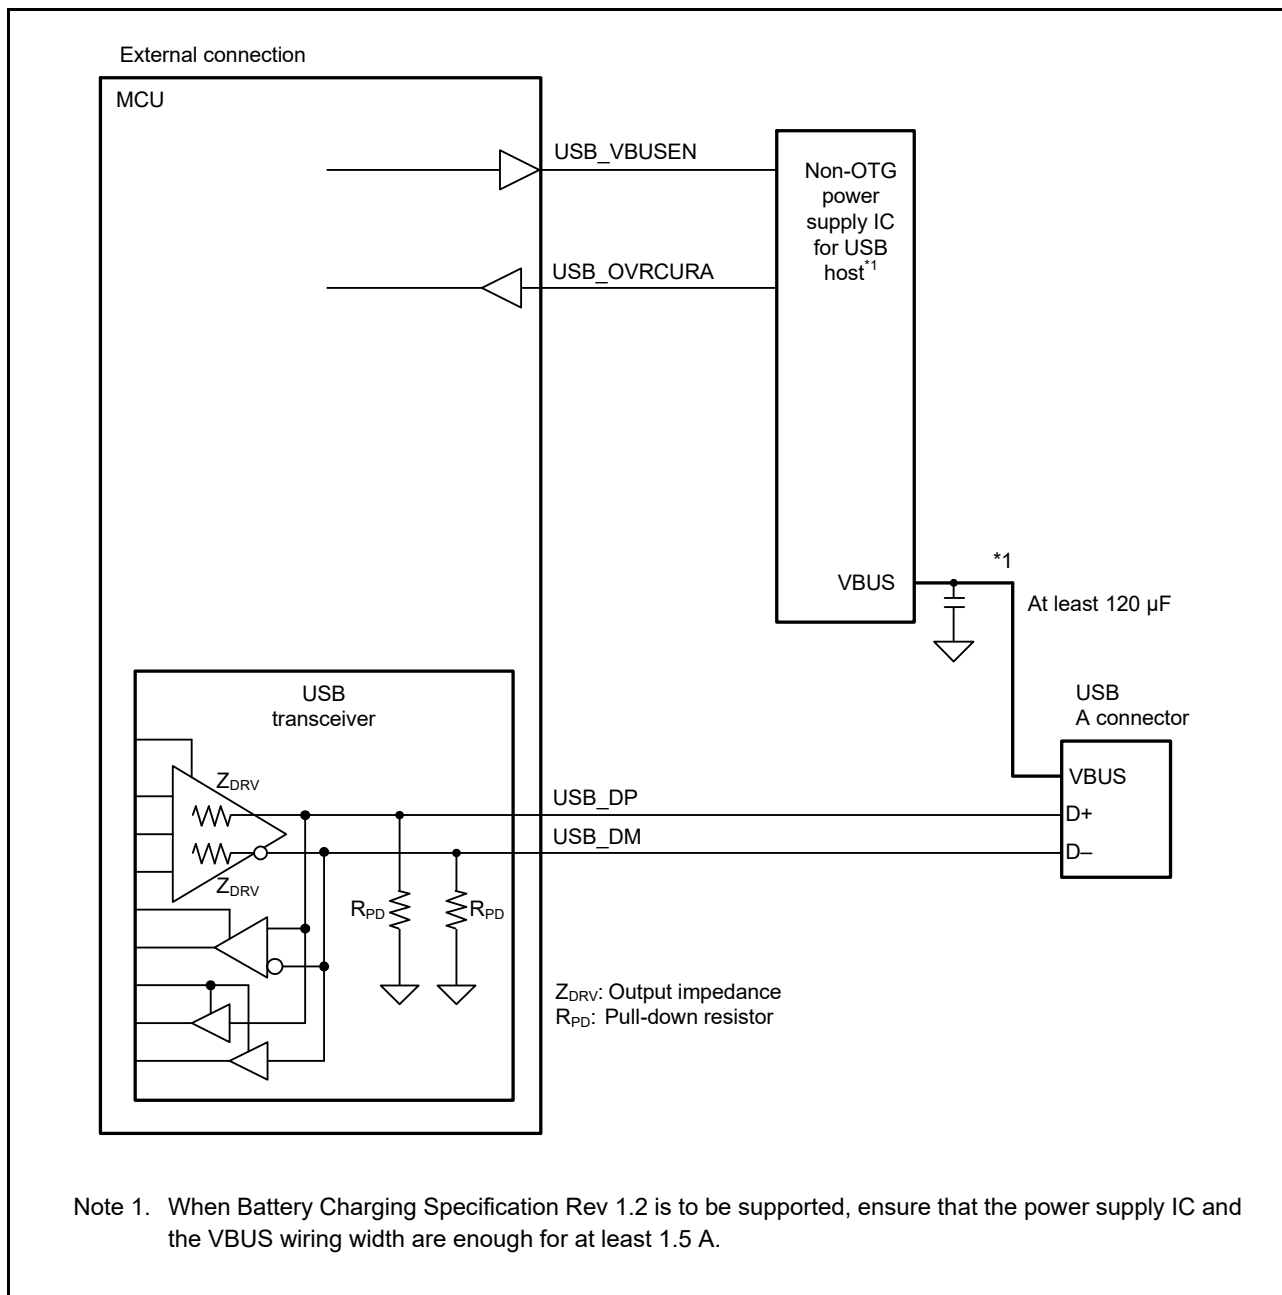 External connection
MCU
USB_VBUSEN
Non-OTG
power
supply IC
for USB
host*1
USB_OVRCURA
*1
VBUS
At least 120 µF
USB
transceiver
USB
A connector
ZDRV
VBUS
USB_DP
D+
USB_DM
D–
ZDRV
RPD
RPD
ZDRV: Output impedance
RPD: Pull-down resistor
Note 1. When Battery Charging Specification Rev 1.2 is to be supported, ensure that the power supply IC and
the VBUS wiring width are enough for at least 1.5 A.